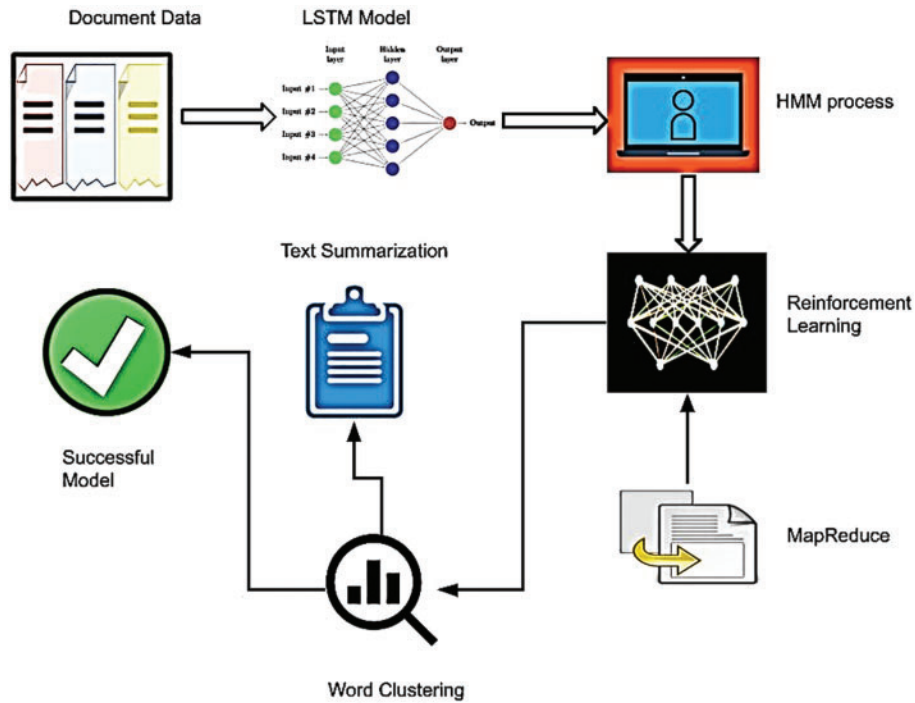 Document Data
LSTM Model
Input
layer
Hidden
layer
Output
layer
Input #1
Input #2
Input #3
Input #4
Output
HMM process
Text Summarization
Reinforcement
Learning
Successful
Model
MapReduce
Word Clustering